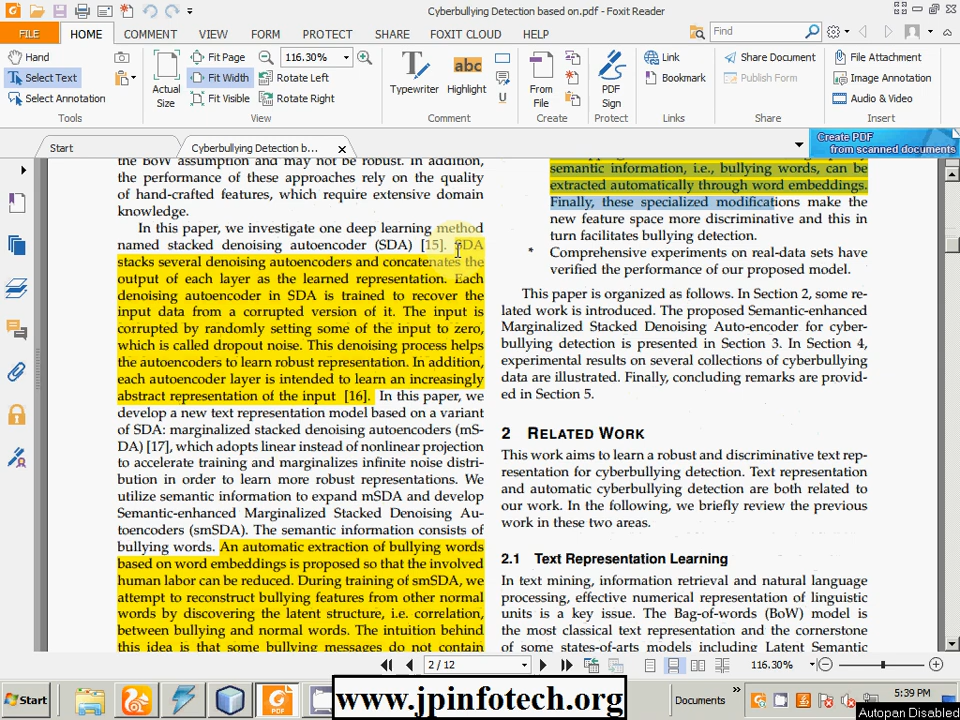 Cyberbullying Detection based on.pdf - Foxit Reader
FILE HOME COMMENT VIEW FORM PROTECT SHARE FOXIT CLOUD HELP
Find
Hand
Select Text
Select Annotation
Tools
Actual
Size
Fit Page
Fit Width
Fit Visible
116.30%
Rotate Left
Rotate Right
View
Typewriter
abc
Highlight
Comment
From
File
Create
PDF
Sign
Protect
Link
Bookmark
Links
Share Document
Publish Form
Share
File Attachment
Image Annotation
Audio & Video
Insert
Start
Cyberbullying Detection b...
Create PDF
from scanned documents
the BoW assumption and may not be robust. In addition,
the performance of these approaches rely on the quality
of hand-crafted features, which require extensive domain
knowledge.
In this paper, we investigate one deep learning method
named stacked denoising autoencoder (SDA) [15]. SDA
stacks several denoising autoencoders and concatenates the
output of each layer as the learned representation. Each
denoising autoencoder in SDA is trained to recover the
input data from a corrupted version of it. The input is
corrupted by randomly setting some of the input to zero,
which is called dropout noise. This denoising process helps
the autoencoders to learn robust representation. In addition,
each autoencoder layer is intended to learn an increasingly
abstract representation of the input [16]. In this paper, we
develop a new text representation model based on a variant
of SDA: marginalized stacked denoising autoencoders (mS-
DA) [17], which adopts linear instead of nonlinear projection
to accelerate training and marginalizes infinite noise distri-
bution in order to learn more robust representations. We
utilize semantic information to expand mSDA and develop
Semantic-enhanced Marginalized Stacked Denoising Au-
toencoders (smSDA). The semantic information consists of
bullying words. An automatic extraction of bullying words
based on word embeddings is proposed so that the involved
human labor can be reduced. During training of smSDA, we
attempt to reconstruct bullying features from other normal
words by discovering the latent structure, i.e. correlation,
between bullying and normal words. The intuition behind
this idea is that some bullying messages do not contain
semantic information, i.e., bullying words, can be
extracted automatically through word embeddings.
Finally, these specialized modifications make the
new feature space more discriminative and this in
turn facilitates bullying detection.
* Comprehensive experiments on real-data sets have
verified the performance of our proposed model.
This paper is organized as follows. In Section 2, some re-
lated work is introduced. The proposed Semantic-enhanced
Marginalized Stacked Denoising Auto-encoder for cyber-
bullying detection is presented in Section 3. In Section 4,
experimental results on several collections of cyberbullying
data are illustrated. Finally, concluding remarks are provid-
ed in Section 5.
2 RELATED WORK
This work aims to learn a robust and discriminative text rep-
resentation for cyberbullying detection. Text representation
and automatic cyberbullying detection are both related to
our work. In the following, we briefly review the previous
work in these two areas.
2.1 Text Representation Learning
In text mining, information retrieval and natural language
processing, effective numerical representation of linguistic
units is a key issue. The Bag-of-words (BoW) model is
the most classical text representation and the cornerstone
of some states-of-arts models including Latent Semantic
2 / 12
116.30%
Start
PDF
www.jpinfotech.org
Documents
5:39 PM
Autopan Disabled